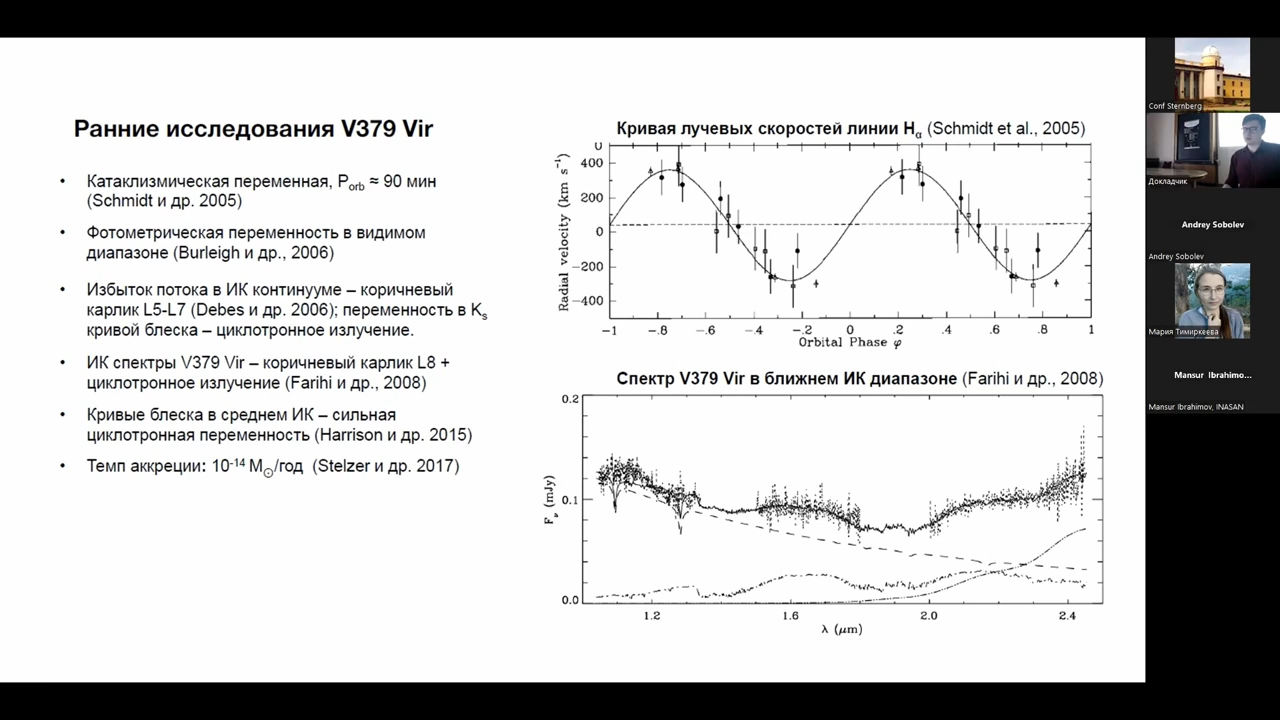 Ранние исследования V379 Vir
• Катаклизмическая переменная, Porb ≈ 90 мин
(Schmidt и др. 2005)
• Фотометрическая переменность в видимом
диапазоне (Burleigh и др., 2006)
• Избыток потока в ИК континууме – коричневый
карлик L5-L7 (Debes и др. 2006); переменность в Ks
кривой блеска – циклотронное излучение.
• ИК спектры V379 Vir – коричневый карлик L8 +
циклотронное излучение (Farihi и др., 2008)
• Кривые блеска в среднем ИК – сильная
циклотронная переменность (Harrison и др. 2015)
• Темп аккреции: 10⁻¹⁴ M☉/год (Stelzer и др. 2017)
Кривая лучевых скоростей линии Hα (Schmidt et al., 2005)
Radial velocity (km s⁻¹)
0
400
200
0
−200
−400
−1 −.8 −.6 −.4 −.2 0 .2 .4 .6 .8 1
Orbital Phase φ
Спектр V379 Vir в ближнем ИК диапазоне (Farihi и др., 2008)
Fν (mJy)
0.2
0.1
0.0
1.2 1.6 2.0 2.4
λ (μm)
Conf Sternberg
Докладчик
Andrey Sobolev
Andrey Sobolev
Мария Тимиркеева
Mansur Ibrahimo...
Mansur Ibrahimov, INASAN